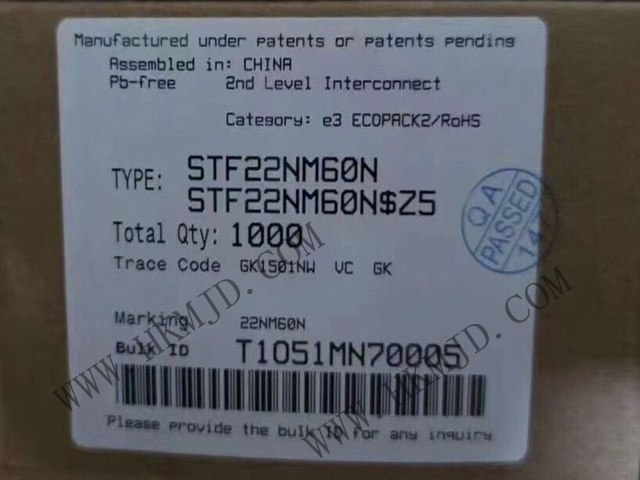 Manufactured under patents or patents pending
Assembled in: CHINA
Pb-free 2nd Level Interconnect
Category: e3 ECOPACK2/RoHS
TYPE: STF22NM60N
STF22NM60N$Z5
QA
PASSED
Total Qty: 1000
Trace Code GK1501NW VC GK
Marking 22NM60N
Bulk ID T1051MN70005
Please provide the bulk ID for any inquiry
WWW.HKMJD.COM
WWW.HKMJD.COM